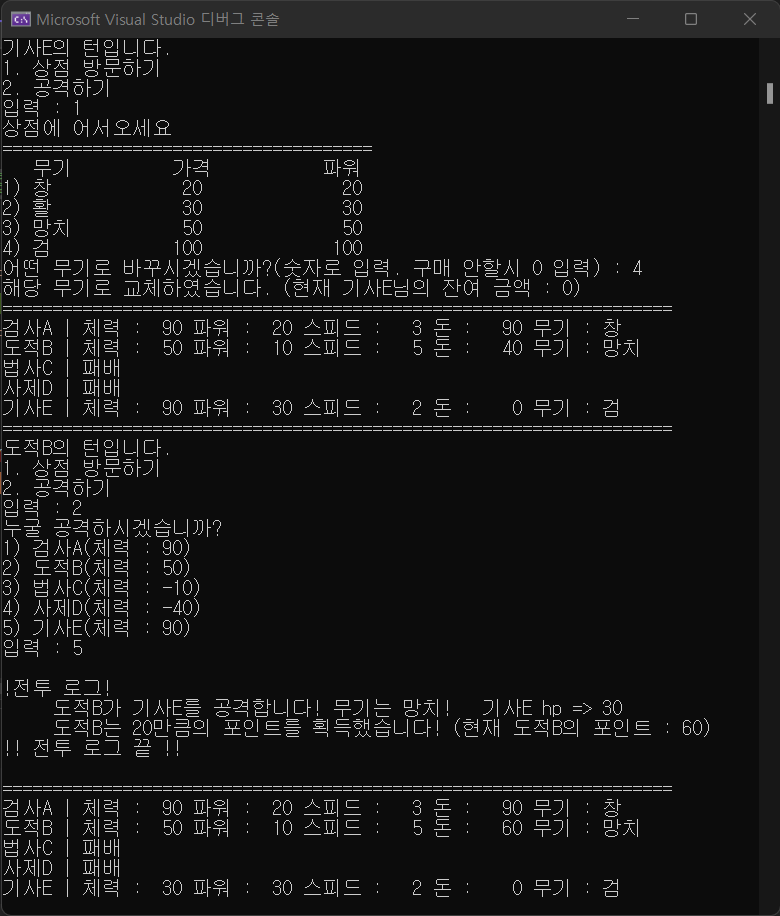 Microsoft Visual Studio 디버그 콘솔
기사E의 턴입니다.
1. 상점 방문하기
2. 공격하기
입력 : 1
상점에 어서오세요
=====================================
무기 가격 파워
1) 창 20 20
2) 활 30 30
3) 망치 50 50
4) 검 100 100
어떤 무기로 바꾸시겠습니까?(숫자로 입력. 구매 안할시 0 입력) : 4
해당 무기로 교체하였습니다. (현재 기사E님의 잔여 금액 : 0)
===================================================================
검사A | 체력 : 90 파워 : 20 스피드 : 3 돈 : 90 무기 : 창
도적B | 체력 : 50 파워 : 10 스피드 : 5 돈 : 40 무기 : 망치
법사C | 패배
사제D | 패배
기사E | 체력 : 90 파워 : 30 스피드 : 2 돈 : 0 무기 : 검
===================================================================
도적B의 턴입니다.
1. 상점 방문하기
2. 공격하기
입력 : 2
누굴 공격하시겠습니까?
1) 검사A(체력 : 90)
2) 도적B(체력 : 50)
3) 법사C(체력 : -10)
4) 사제D(체력 : -40)
5) 기사E(체력 : 90)
입력 : 5
!전투 로그!
도적B가 기사E를 공격합니다! 무기는 망치! 기사E hp => 30
도적B는 20만큼의 포인트를 획득했습니다! (현재 도적B의 포인트 : 60)
!! 전투 로그 끝 !!
===================================================================
검사A | 체력 : 90 파워 : 20 스피드 : 3 돈 : 90 무기 : 창
도적B | 체력 : 50 파워 : 10 스피드 : 5 돈 : 60 무기 : 망치
법사C | 패배
사제D | 패배
기사E | 체력 : 30 파워 : 30 스피드 : 2 돈 : 0 무기 : 검